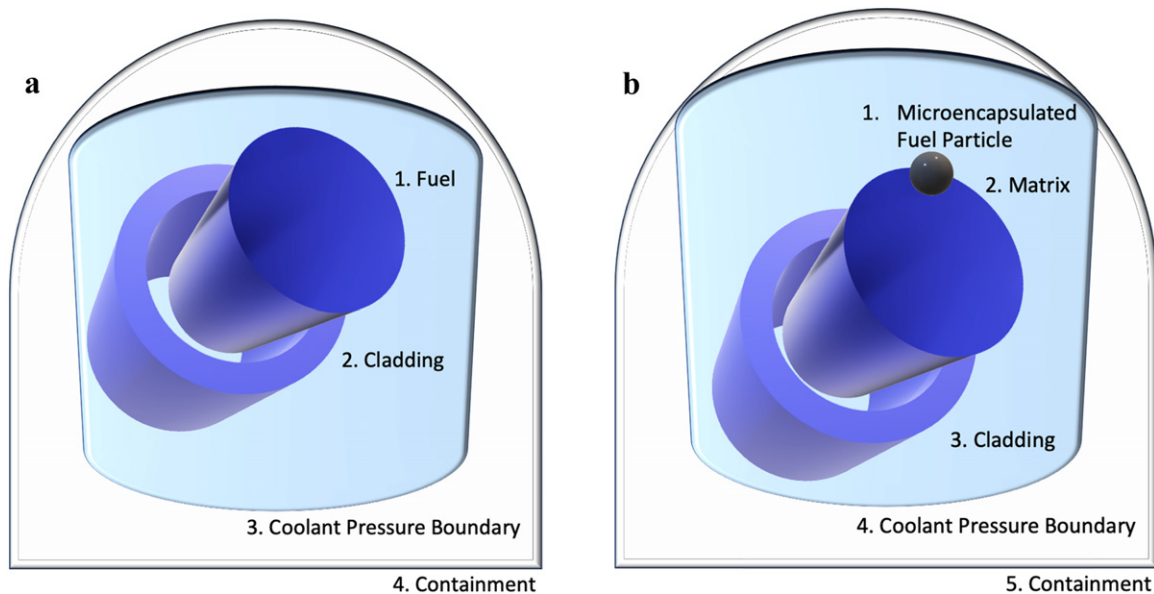 a
1. Fuel
2. Cladding
3. Coolant Pressure Boundary
4. Containment
b
1. Microencapsulated
Fuel Particle
2. Matrix
3. Cladding
4. Coolant Pressure Boundary
5. Containment